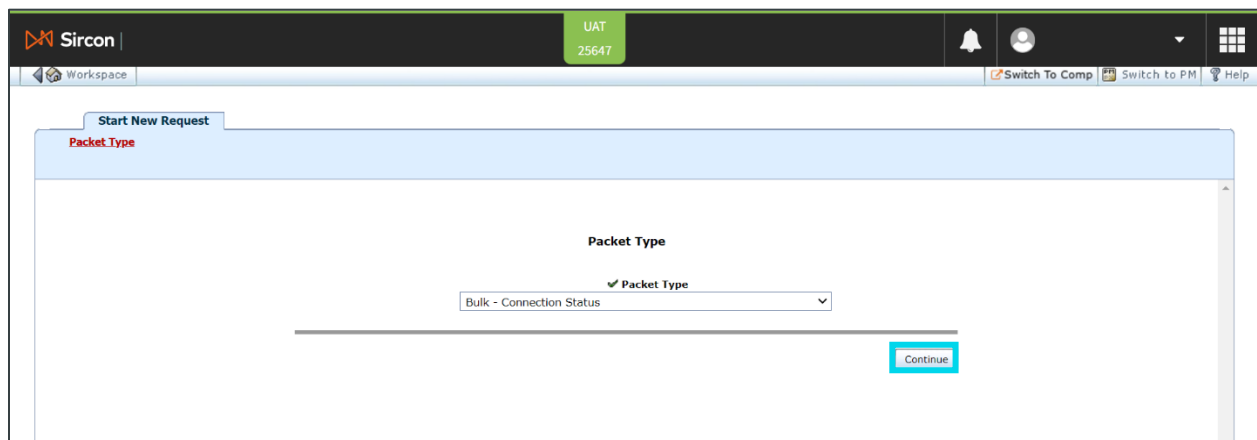 Sircon |
UAT
25647
Workspace
Switch To Comp
Switch to PM
Help
Start New Request
Packet Type
Packet Type
Packet Type
Bulk - Connection Status
Continue